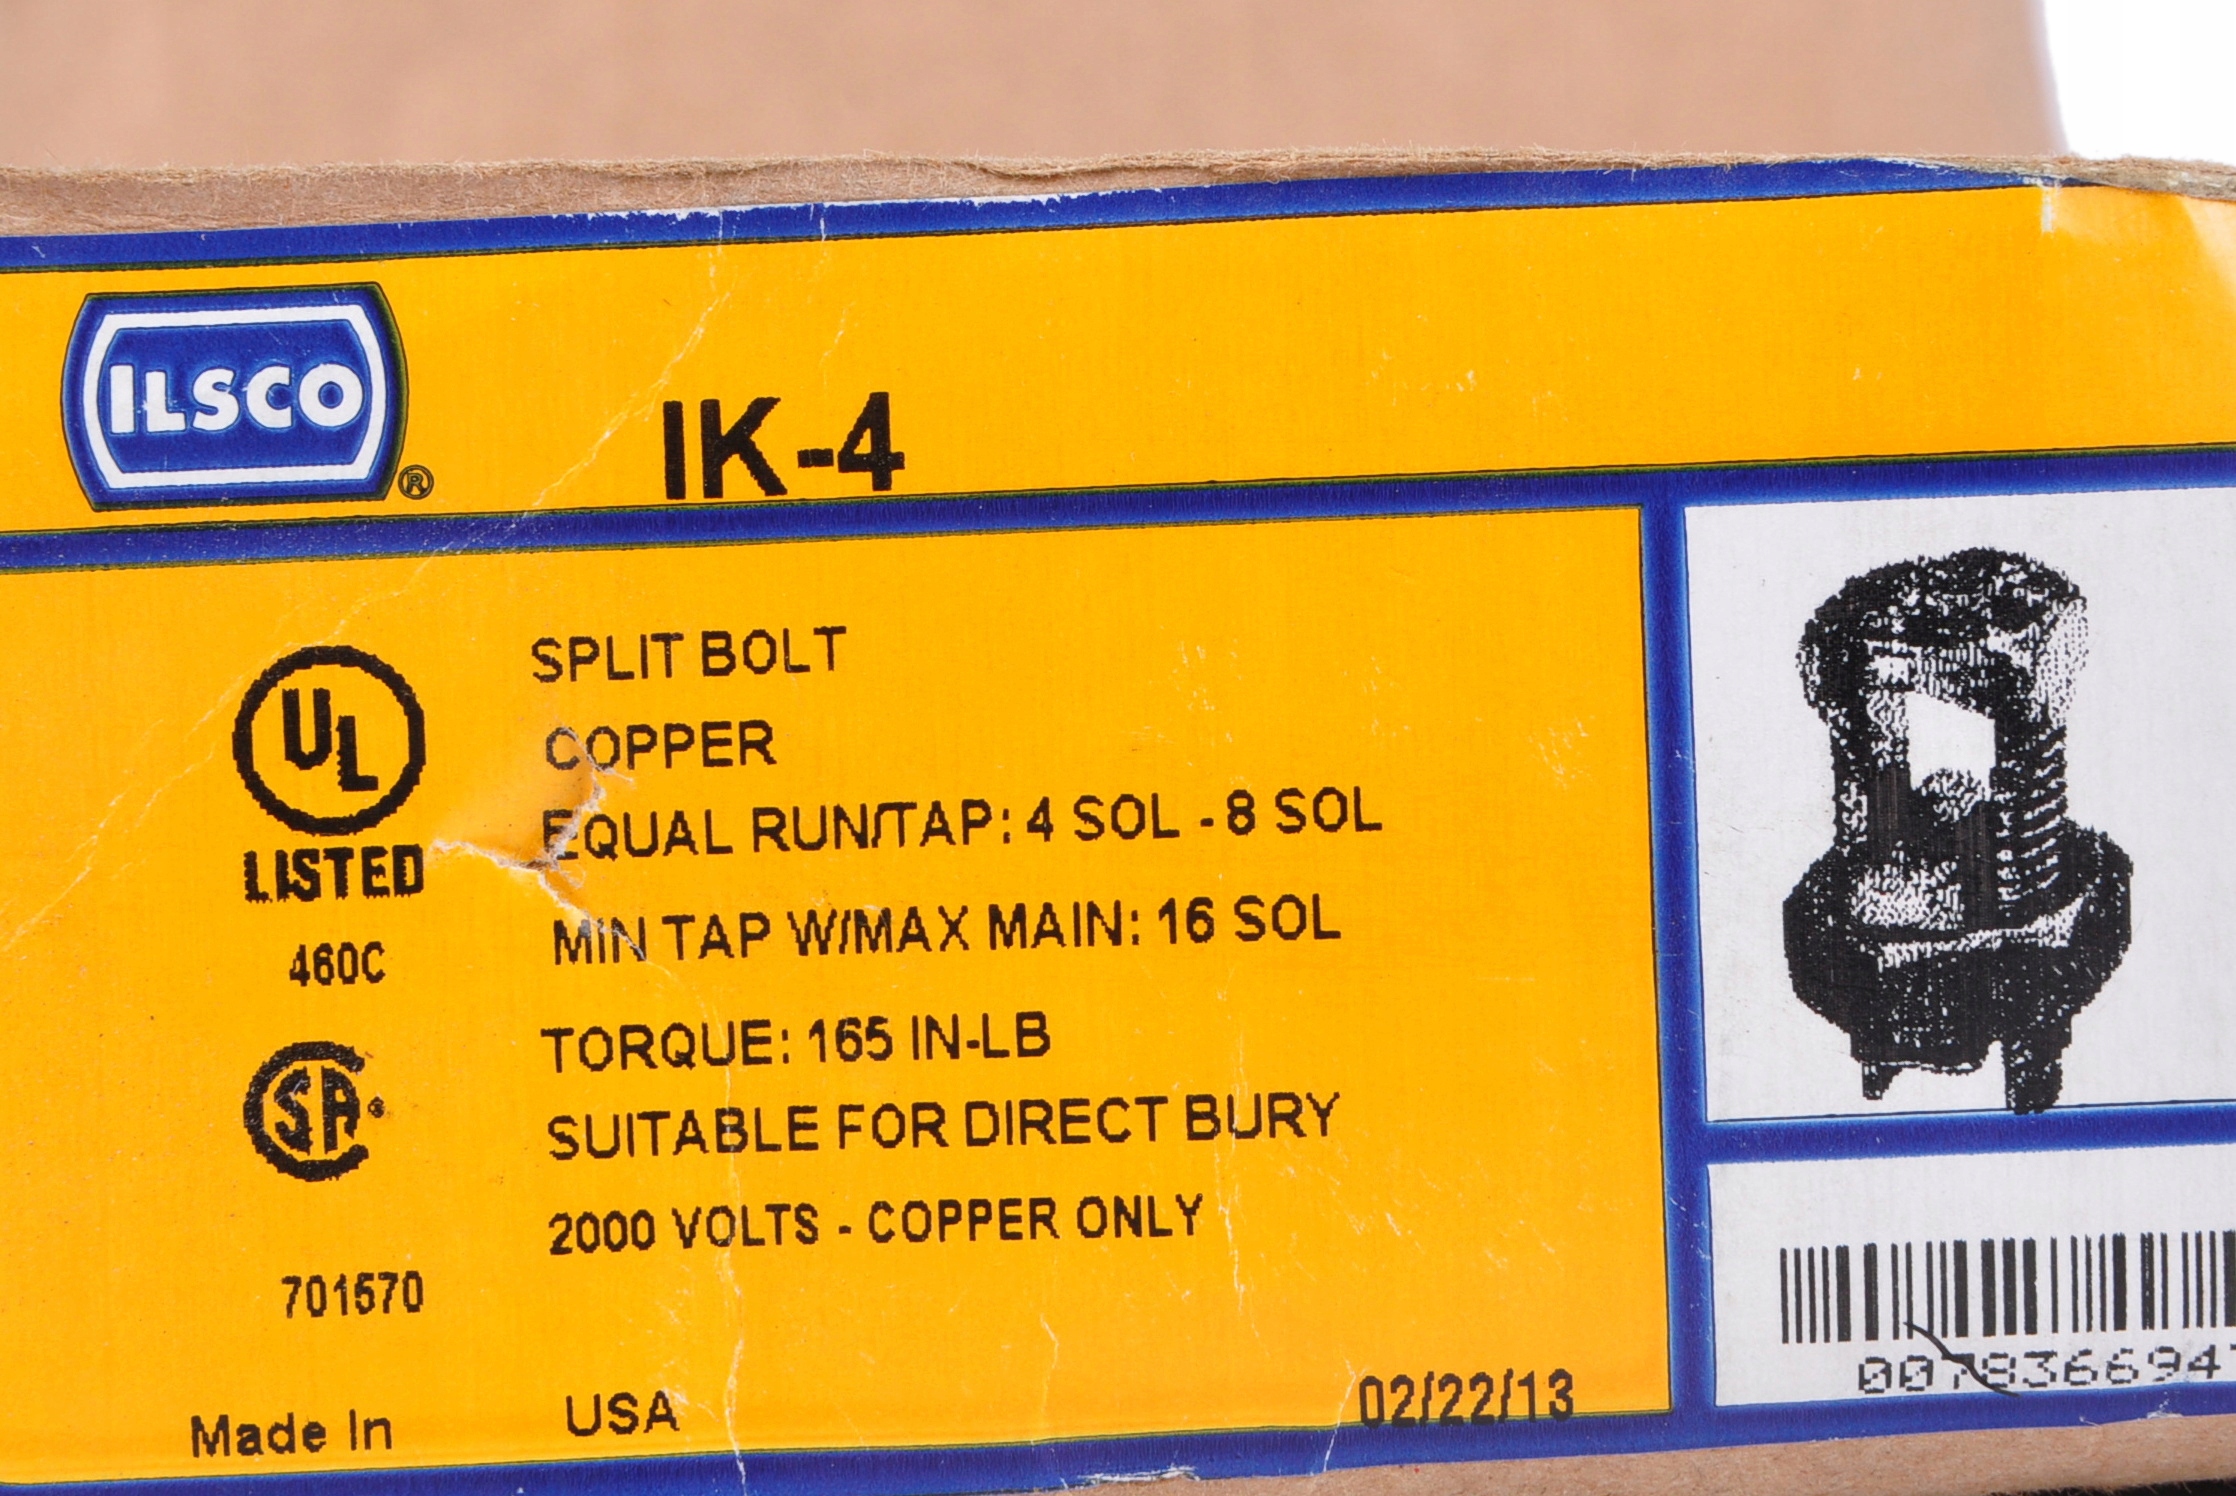 ILSCO ®
IK-4
UL
LISTED
460C
CSA
701570
SPLIT BOLT
COPPER
EQUAL RUN/TAP: 4 SOL - 8 SOL
MIN TAP W/MAX MAIN: 16 SOL
TORQUE: 165 IN-LB
SUITABLE FOR DIRECT BURY
2000 VOLTS - COPPER ONLY
Made In USA 02/22/13